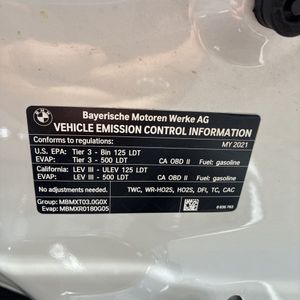 Bayerische Motoren Werke AG
VEHICLE EMISSION CONTROL INFORMATION
Conforms to regulations: MY 2021
U.S. EPA: Tier 3 - Bin 125 LDT
EVAP: Tier 3 - 500 LDT CA OBD II Fuel: gasoline
California: LEV III - ULEV 125 LDT
EVAP: LEV III - 500 LDT CA OBD II Fuel: gasoline
No adjustments needed. TWC, WR-HO2S, HO2S, DFI, TC, CAC
Group: MBMXT03.0G0X
Evap: MBMXR0180G05